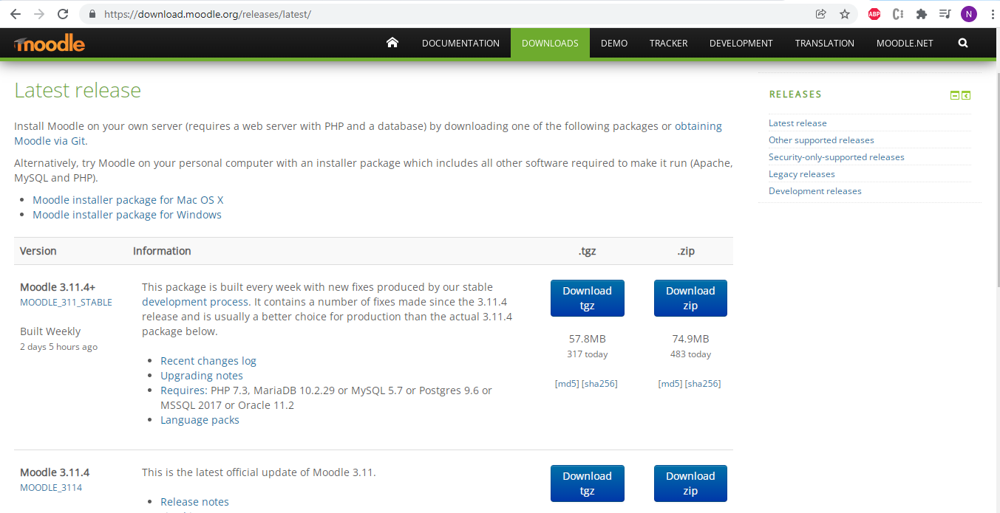 https://download.moodle.org/releases/latest/
ABP
N
moodle
DOCUMENTATION
DOWNLOADS
DEMO
TRACKER
DEVELOPMENT
TRANSLATION
MOODLE.NET
Latest release
Install Moodle on your own server (requires a web server with PHP and a database) by downloading one of the following packages or obtaining
Moodle via Git.
Alternatively, try Moodle on your personal computer with an installer package which includes all other software required to make it run (Apache,
MySQL and PHP).
Moodle installer package for Mac OS X
Moodle installer package for Windows
Version
Information
.tgz
.zip
Moodle 3.11.4+
MOODLE_311_STABLE
Built Weekly
2 days 5 hours ago
This package is built every week with new fixes produced by our stable
development process. It contains a number of fixes made since the 3.11.4
release and is usually a better choice for production than the actual 3.11.4
package below.
Recent changes log
Upgrading notes
Requires: PHP 7.3, MariaDB 10.2.29 or MySQL 5.7 or Postgres 9.6 or
MSSQL 2017 or Oracle 11.2
Language packs
Download
tgz
57.8MB
317 today
[md5] [sha256]
Download
zip
74.9MB
483 today
[md5] [sha256]
Moodle 3.11.4
MOODLE_3114
This is the latest official update of Moodle 3.11.
Release notes
Download
tgz
Download
zip
RELEASES
Latest release
Other supported releases
Security-only-supported releases
Legacy releases
Development releases